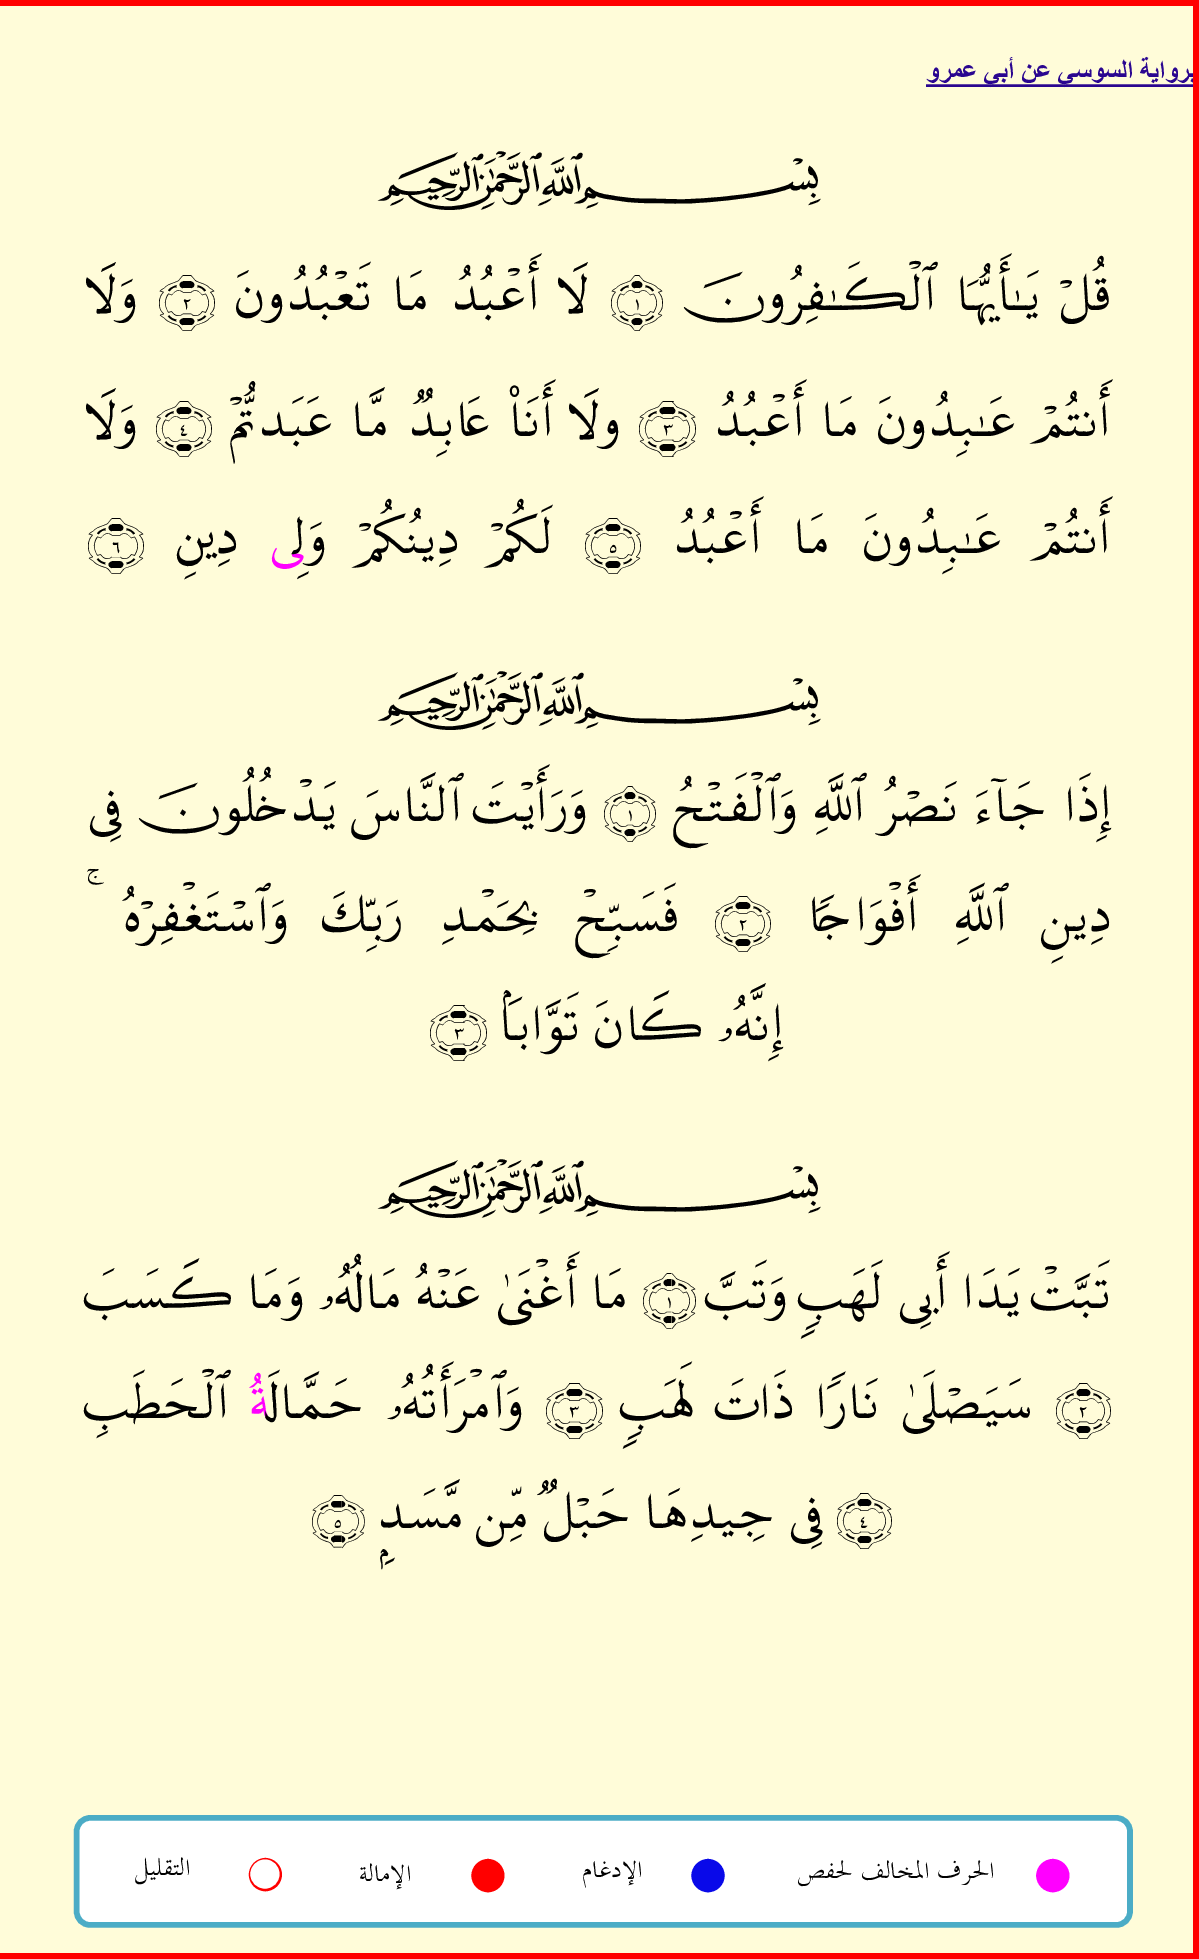 برواية السوسي عن أبي عمرو
بِسْمِ ٱللَّهِ ٱلرَّحْمَٰنِ ٱلرَّحِيمِ
قُلْ يَـٰأَيُّهَا ٱلْكَـٰفِرُونَ ١ لَا أَعْبُدُ مَا تَعْبُدُونَ ٢ وَلَا
أَنتُمْ عَـٰبِدُونَ مَا أَعْبُدُ ٣ ولَا أَنَا۠ عَابِدٌ مَّا عَبَدتُّمْ ٤ وَلَا
أَنتُمْ عَـٰبِدُونَ مَا أَعْبُدُ ٥ لَكُمْ دِينُكُمْ وَلِى دِينِ ٦
بِسْمِ ٱللَّهِ ٱلرَّحْمَٰنِ ٱلرَّحِيمِ
إِذَا جَآءَ نَصْرُ ٱللَّهِ وَٱلْفَتْحُ ١ وَرَأَيْتَ ٱلنَّاسَ يَدْخُلُونَ فِى
دِينِ ٱللَّهِ أَفْوَاجًا ٢ فَسَبِّحْ بِحَمْدِ رَبِّكَ وَٱسْتَغْفِرْهُ ۚ
إِنَّهُۥ كَانَ تَوَّابَۢا ٣
بِسْمِ ٱللَّهِ ٱلرَّحْمَٰنِ ٱلرَّحِيمِ
تَبَّتْ يَدَا أَبِى لَهَبٍ وَتَبَّ ١ مَا أَغْنَىٰ عَنْهُ مَالُهُۥ وَمَا كَسَبَ
٢ سَيَصْلَىٰ نَارًا ذَاتَ لَهَبٍ ٣ وَٱمْرَأَتُهُۥ حَمَّالَةُ ٱلْحَطَبِ
٤ فِى جِيدِهَا حَبْلٌ مِّن مَّسَدِۭ ٥
الحرف المخالف لحفص الإدغام الإمالة التقليل